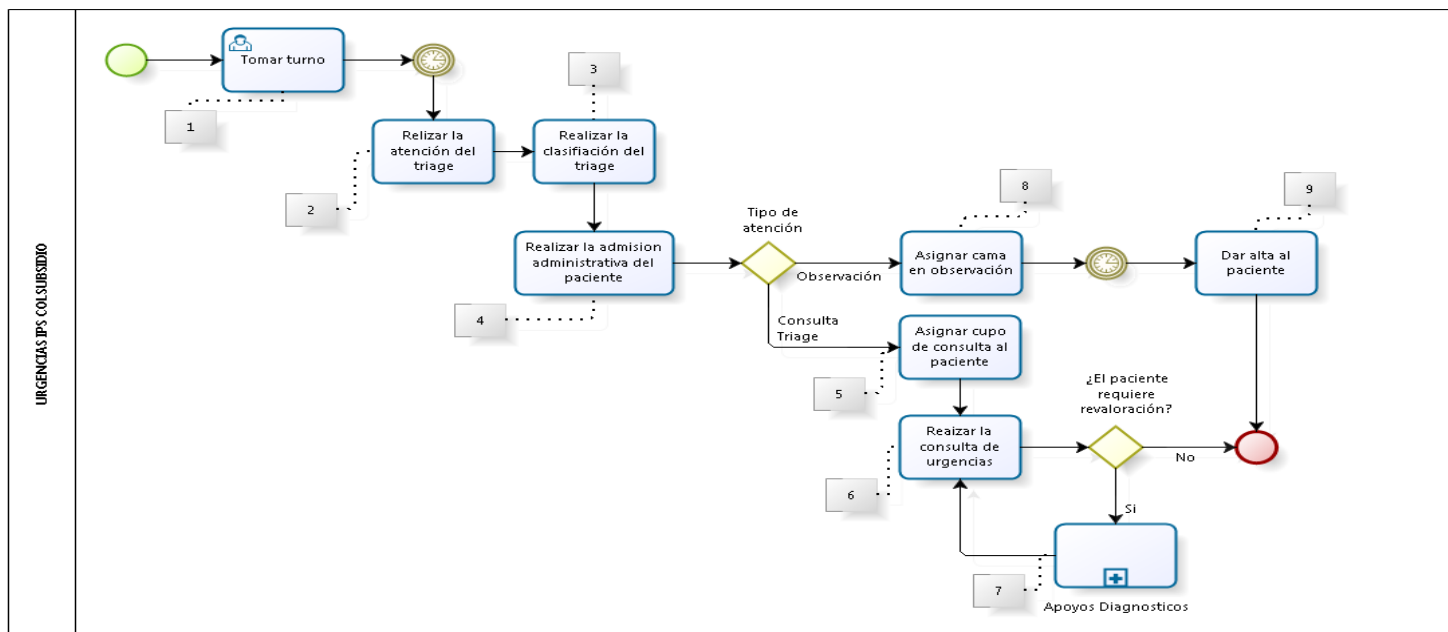 URGENCIAS IPS COLSUBSIDIO
Tomar turno
1
Relizar la
atención del
triage
2
Realizar la
clasifiación del
triage
3
Realizar la admision
administrativa del
paciente
4
Tipo de
atención
Observación
Consulta
Triage
Asignar cama
en observación
8
Dar alta al
paciente
9
Asignar cupo
de consulta al
paciente
5
Reaizar la
consulta de
urgencias
6
¿El paciente
requiere
revaloración?
No
Si
7
Apoyos Diagnosticos